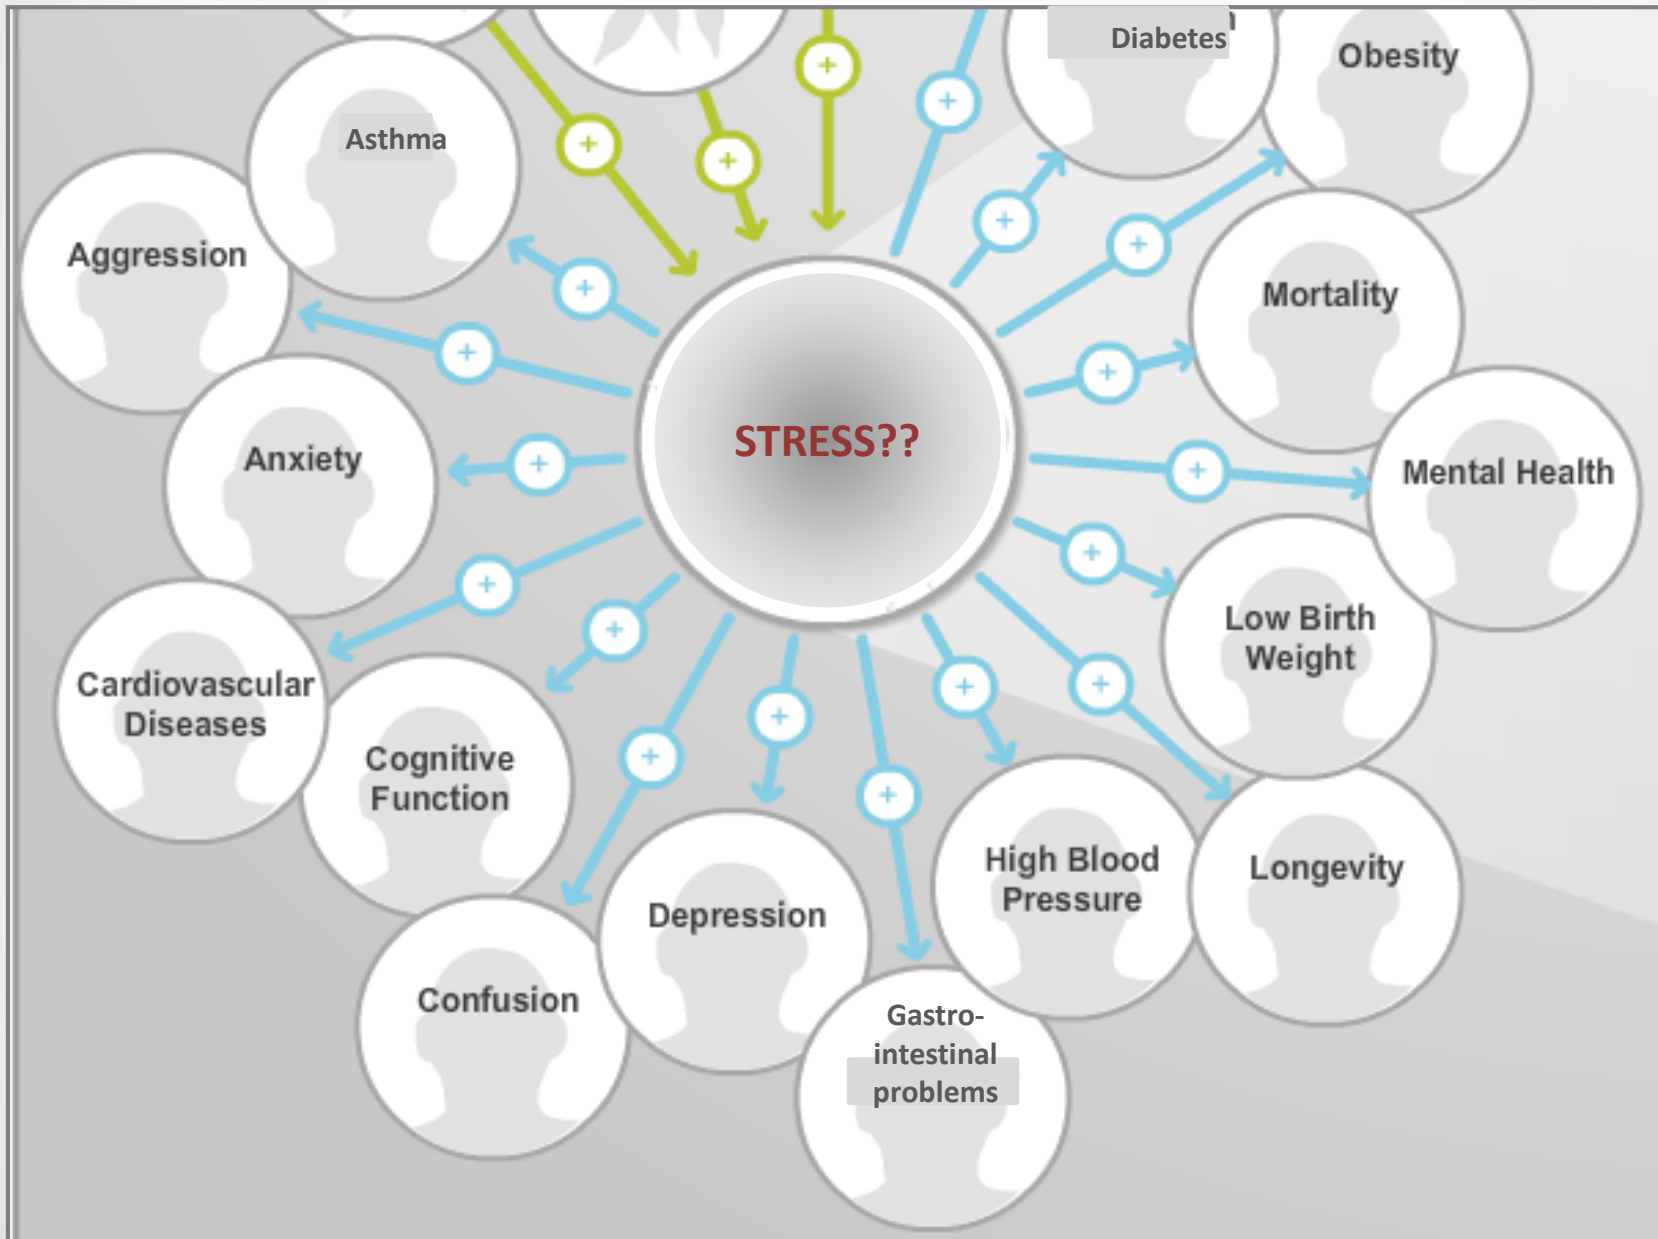 Diabetes
Obesity
Asthma
Aggression
Mortality
STRESS??
Anxiety
Mental Health
Low Birth
Weight
Cardiovascular
Diseases
Cognitive
Function
High Blood
Pressure
Longevity
Depression
Confusion
Gastro-
intestinal
problems